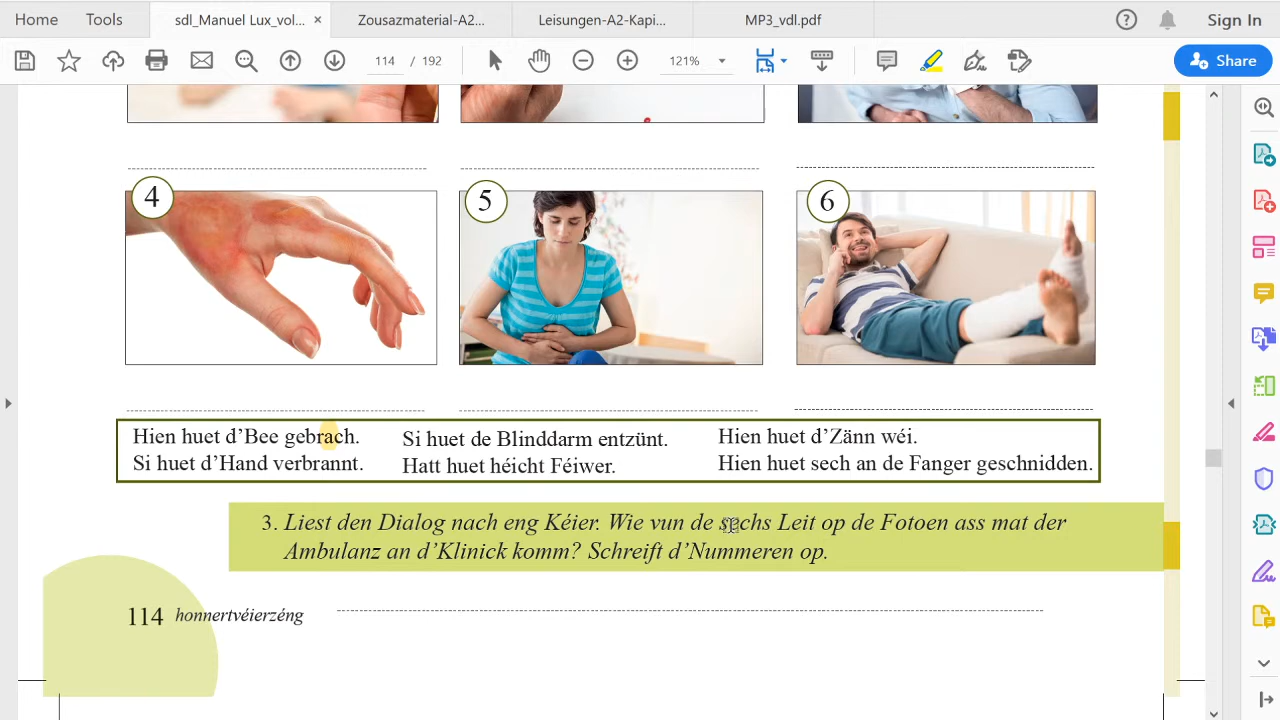 Home Tools sdl_Manuel Lux_vol... × Zousazmaterial-A2... Leisungen-A2-Kapi... MP3_vdl.pdf Sign In
114 / 192 121% Share
4 5 6
Hien huet d'Bee gebrach. Si huet de Blinddarm entzünt. Hien huet d'Zänn wéi.
Si huet d'Hand verbrannt. Hatt huet héicht Féiwer. Hien huet sech an de Fanger geschnidden.
3. Liest den Dialog nach eng Kéier. Wie vun de sechs Leit op de Fotoen ass mat der
Ambulanz an d'Klinick komm? Schreift d'Nummeren op.
114 honnertvéierzéng